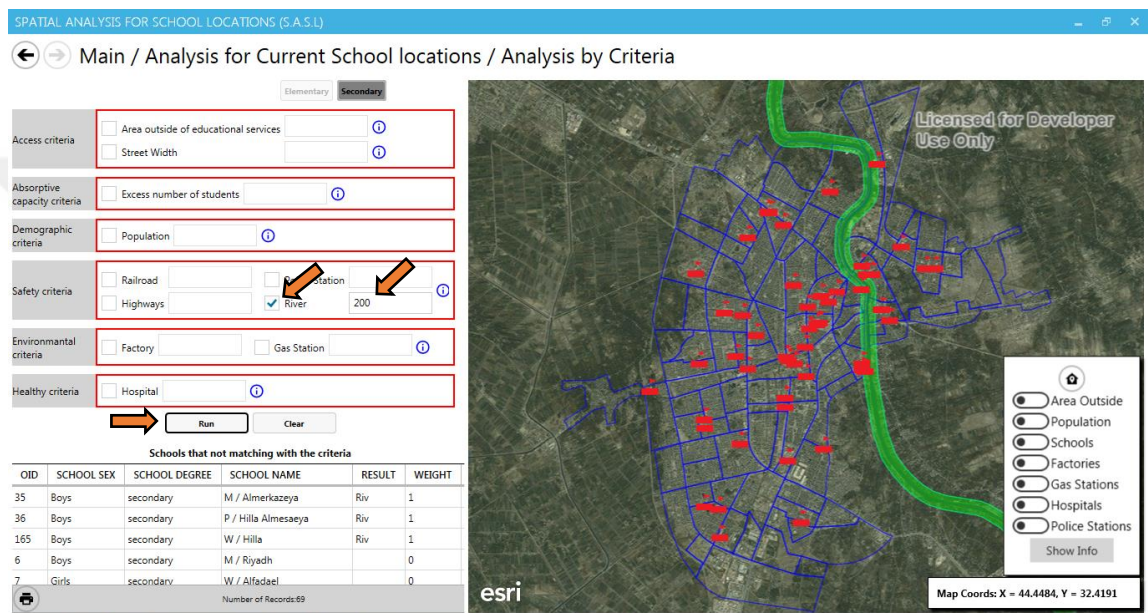 SPATIAL ANALYSIS FOR SCHOOL LOCATIONS (S.A.S.L)
Main / Analysis for Current School locations / Analysis by Criteria
Elementary Secondary
Access criteria
Area outside of educational services
Street Width
Absorptive
capacity criteria
Excess number of students
Demographic
criteria
Population
Safety criteria
Railroad Station
Highways River 200
Environmantal
criteria
Factory Gas Station
Healthy criteria
Hospital
Run Clear
Schools that not matching with the criteria
OID SCHOOL SEX SCHOOL DEGREE SCHOOL NAME RESULT WEIGHT
35 Boys secondary M / Almerkazeya Riv 1
36 Boys secondary P / Hilla Almesaeya Riv 1
165 Boys secondary W / Hilla Riv 1
6 Boys secondary M / Riyadh 0
7 Girls secondary W / Alfadael 0
Number of Records:69
Licensed for Developer
Use Only
Area Outside
Population
Schools
Factories
Gas Stations
Hospitals
Police Stations
Show Info
esri
Map Coords: X = 44.4484, Y = 32.4191